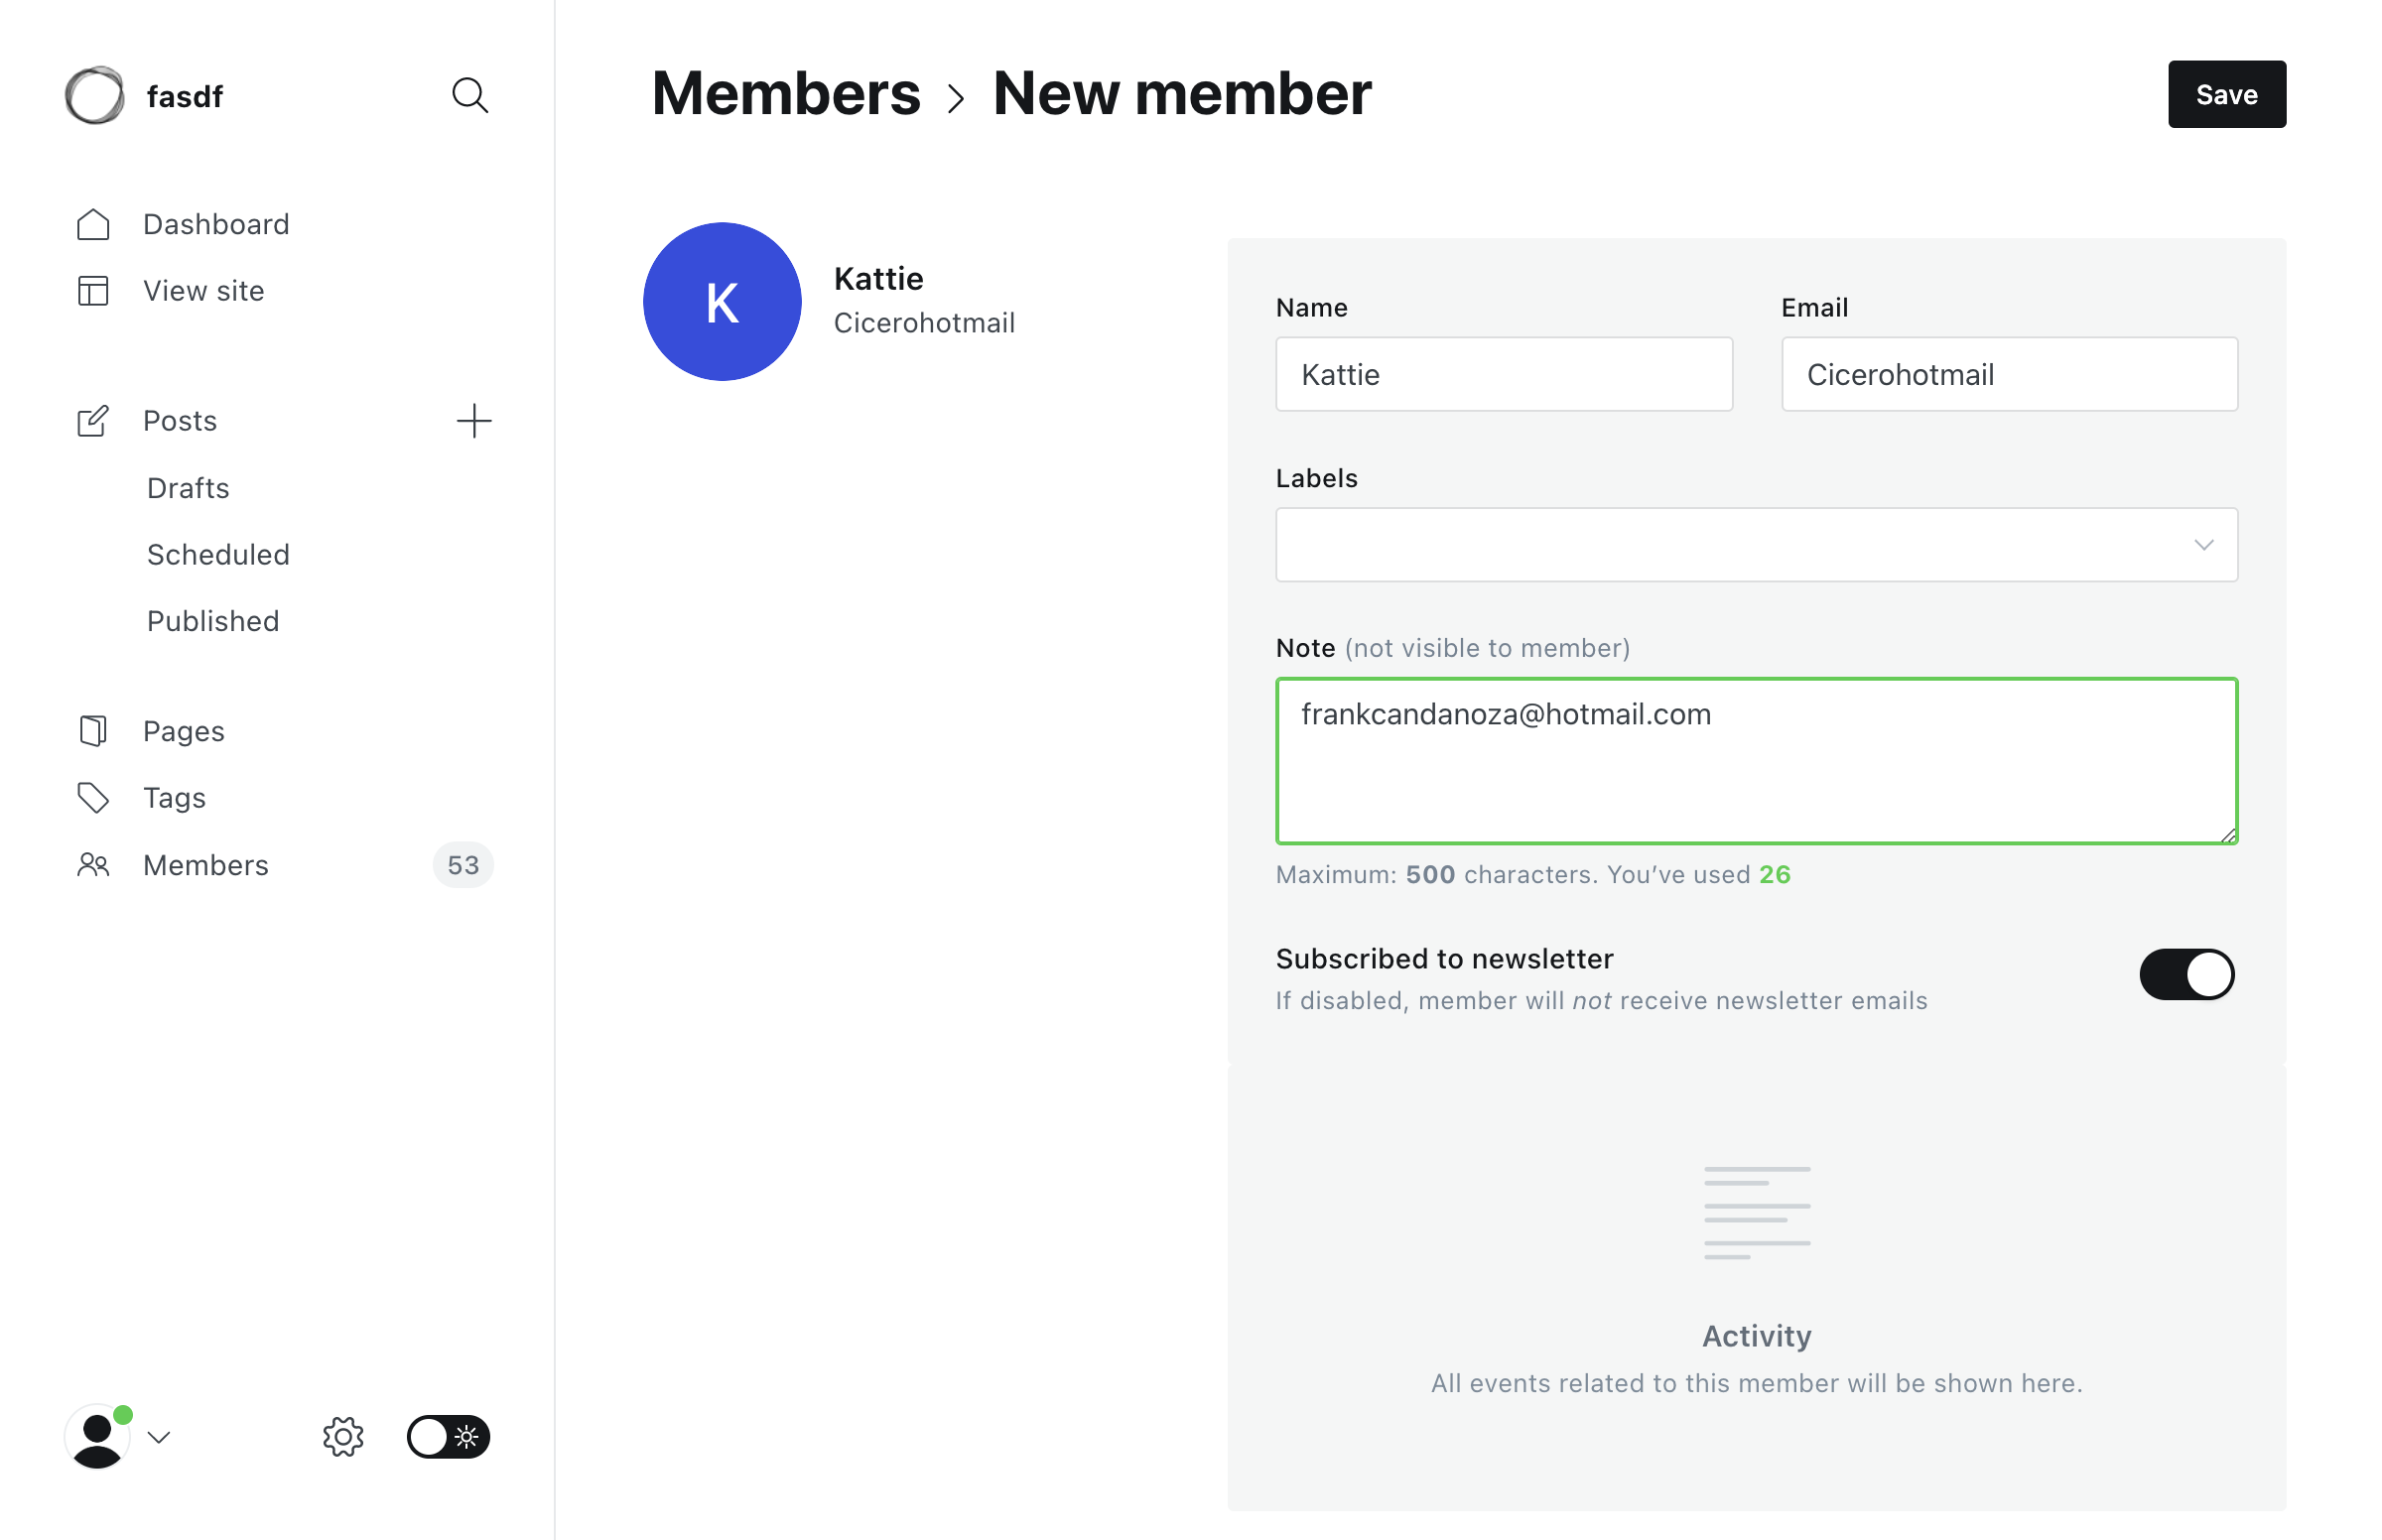 fasdf
Dashboard
View site
Posts
Drafts
Scheduled
Published
Pages
Tags
Members 53
Members > New member
Save
K
Kattie
Cicerohotmail
Name
Kattie
Email
Cicerohotmail
Labels
Note (not visible to member)
frankcandanoza@hotmail.com
Maximum: 500 characters. You’ve used 26
Subscribed to newsletter
If disabled, member will not receive newsletter emails
Activity
All events related to this member will be shown here.